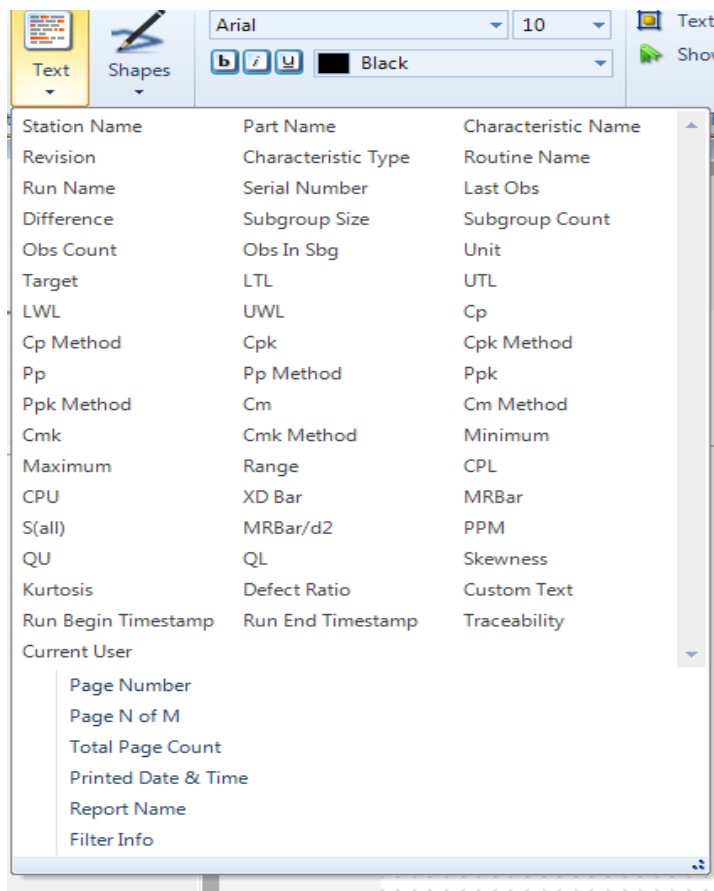 Arial 10 Text
b i u Black Show
Text Shapes
Station Name Part Name Characteristic Name
Revision Characteristic Type Routine Name
Run Name Serial Number Last Obs
Difference Subgroup Size Subgroup Count
Obs Count Obs In Sbg Unit
Target LTL UTL
LWL UWL Cp
Cp Method Cpk Cpk Method
Pp Pp Method Ppk
Ppk Method Cm Cm Method
Cmk Cmk Method Minimum
Maximum Range CPL
CPU XD Bar MRBar
S(all) MRBar/d2 PPM
QU QL Skewness
Kurtosis Defect Ratio Custom Text
Run Begin Timestamp Run End Timestamp Traceability
Current User
Page Number
Page N of M
Total Page Count
Printed Date & Time
Report Name
Filter Info